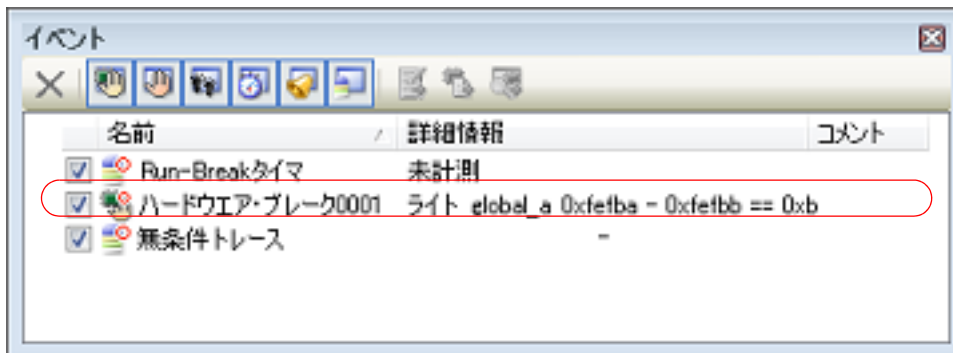 イベント
名前 詳細情報 コメント
Run-Breakタイマ 未計測
ハードウエア・ブレーク0001 ライト global_a 0xfefba - 0xfefbb == 0xb
無条件トレース -